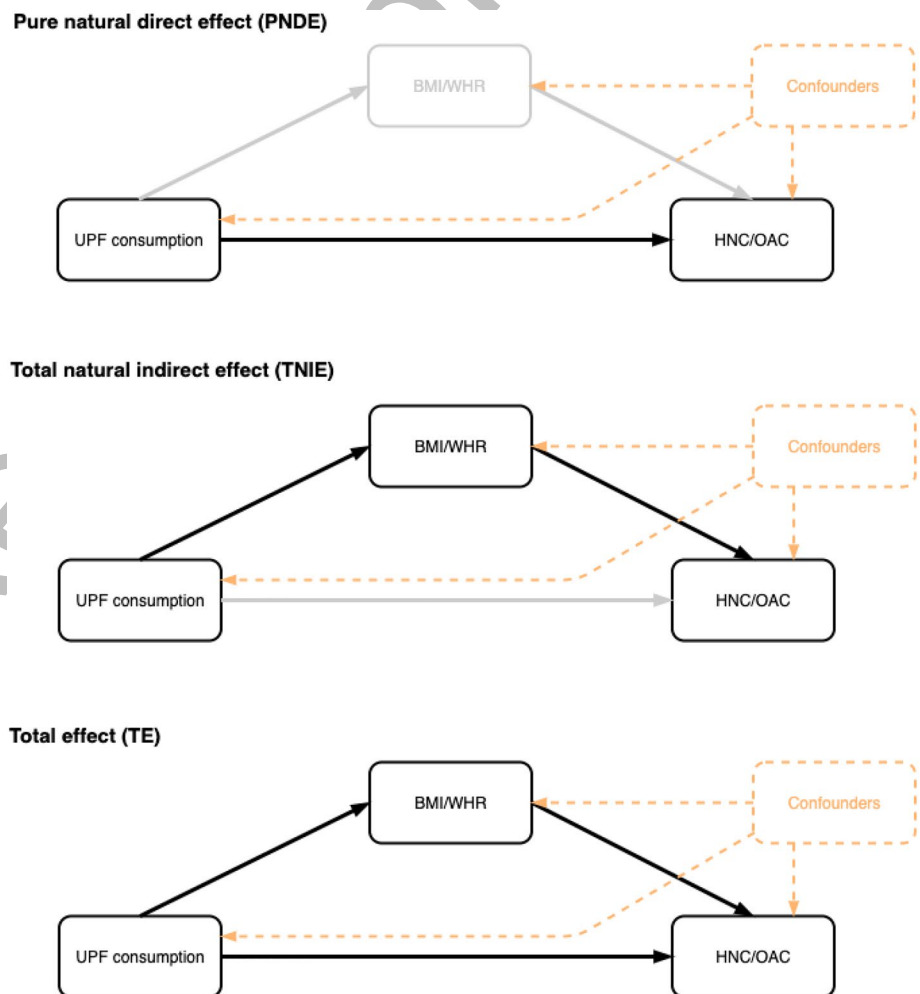 Pure natural direct effect (PNDE)
BMI/WHR
Confounders
UPF consumption
HNC/OAC
Total natural indirect effect (TNIE)
BMI/WHR
Confounders
UPF consumption
HNC/OAC
Total effect (TE)
BMI/WHR
Confounders
UPF consumption
HNC/OAC